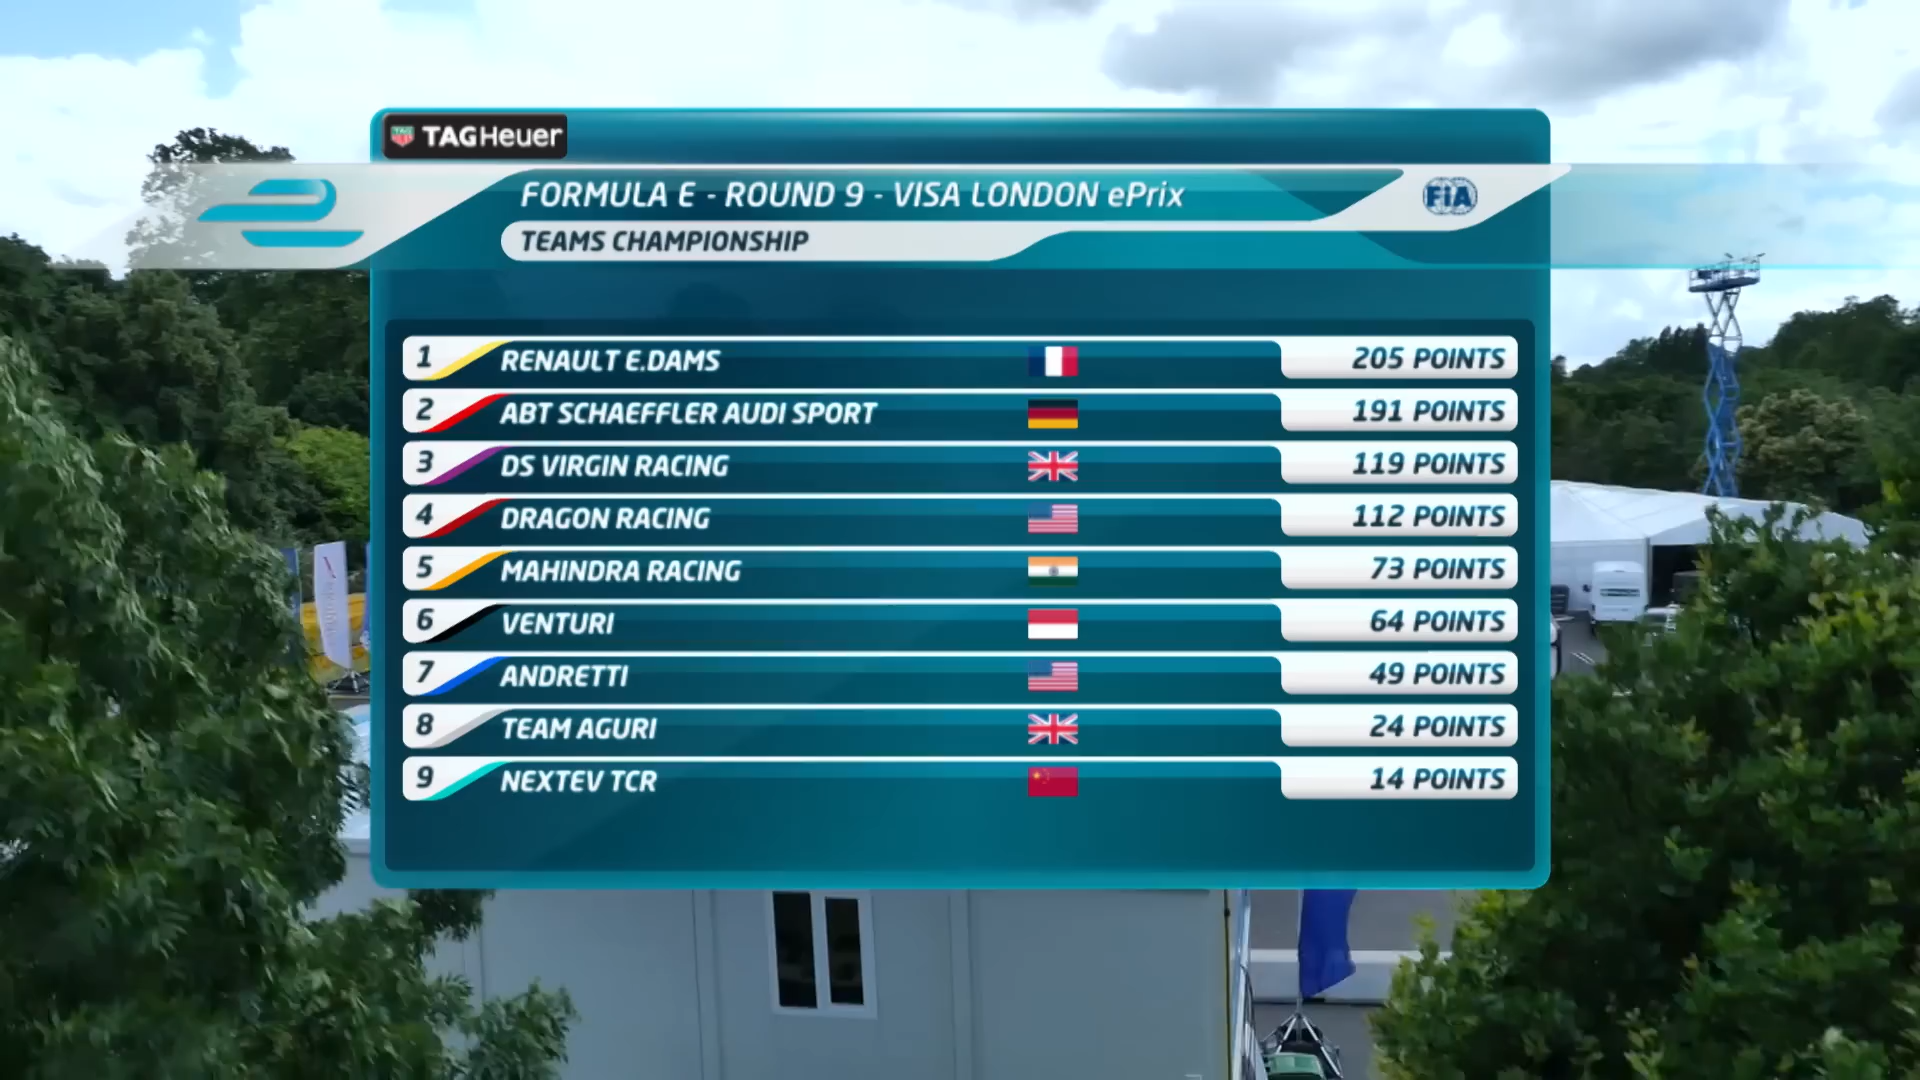 TAGHeuer
FORMULA E - ROUND 9 - VISA LONDON ePrix
FIA
TEAMS CHAMPIONSHIP
1 RENAULT E.DAMS 205 POINTS
2 ABT SCHAEFFLER AUDI SPORT 191 POINTS
3 DS VIRGIN RACING 119 POINTS
4 DRAGON RACING 112 POINTS
5 MAHINDRA RACING 73 POINTS
6 VENTURI 64 POINTS
7 ANDRETTI 49 POINTS
8 TEAM AGURI 24 POINTS
9 NEXTEV TCR 14 POINTS